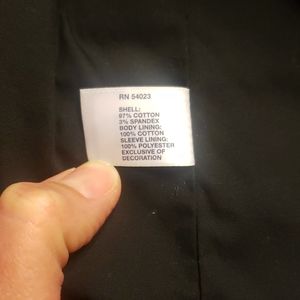 RN 54023
SHELL:
97% COTTON
3% SPANDEX
BODY LINING:
100% COTTON
SLEEVE LINING:
100% POLYESTER
EXCLUSIVE OF
DECORATION